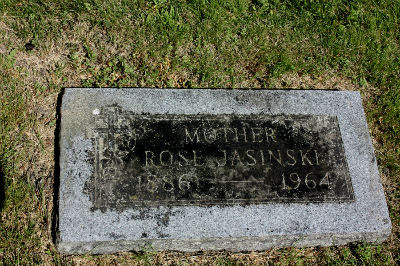 MOTHER
ROSE JASINSKI
1886 — 1964